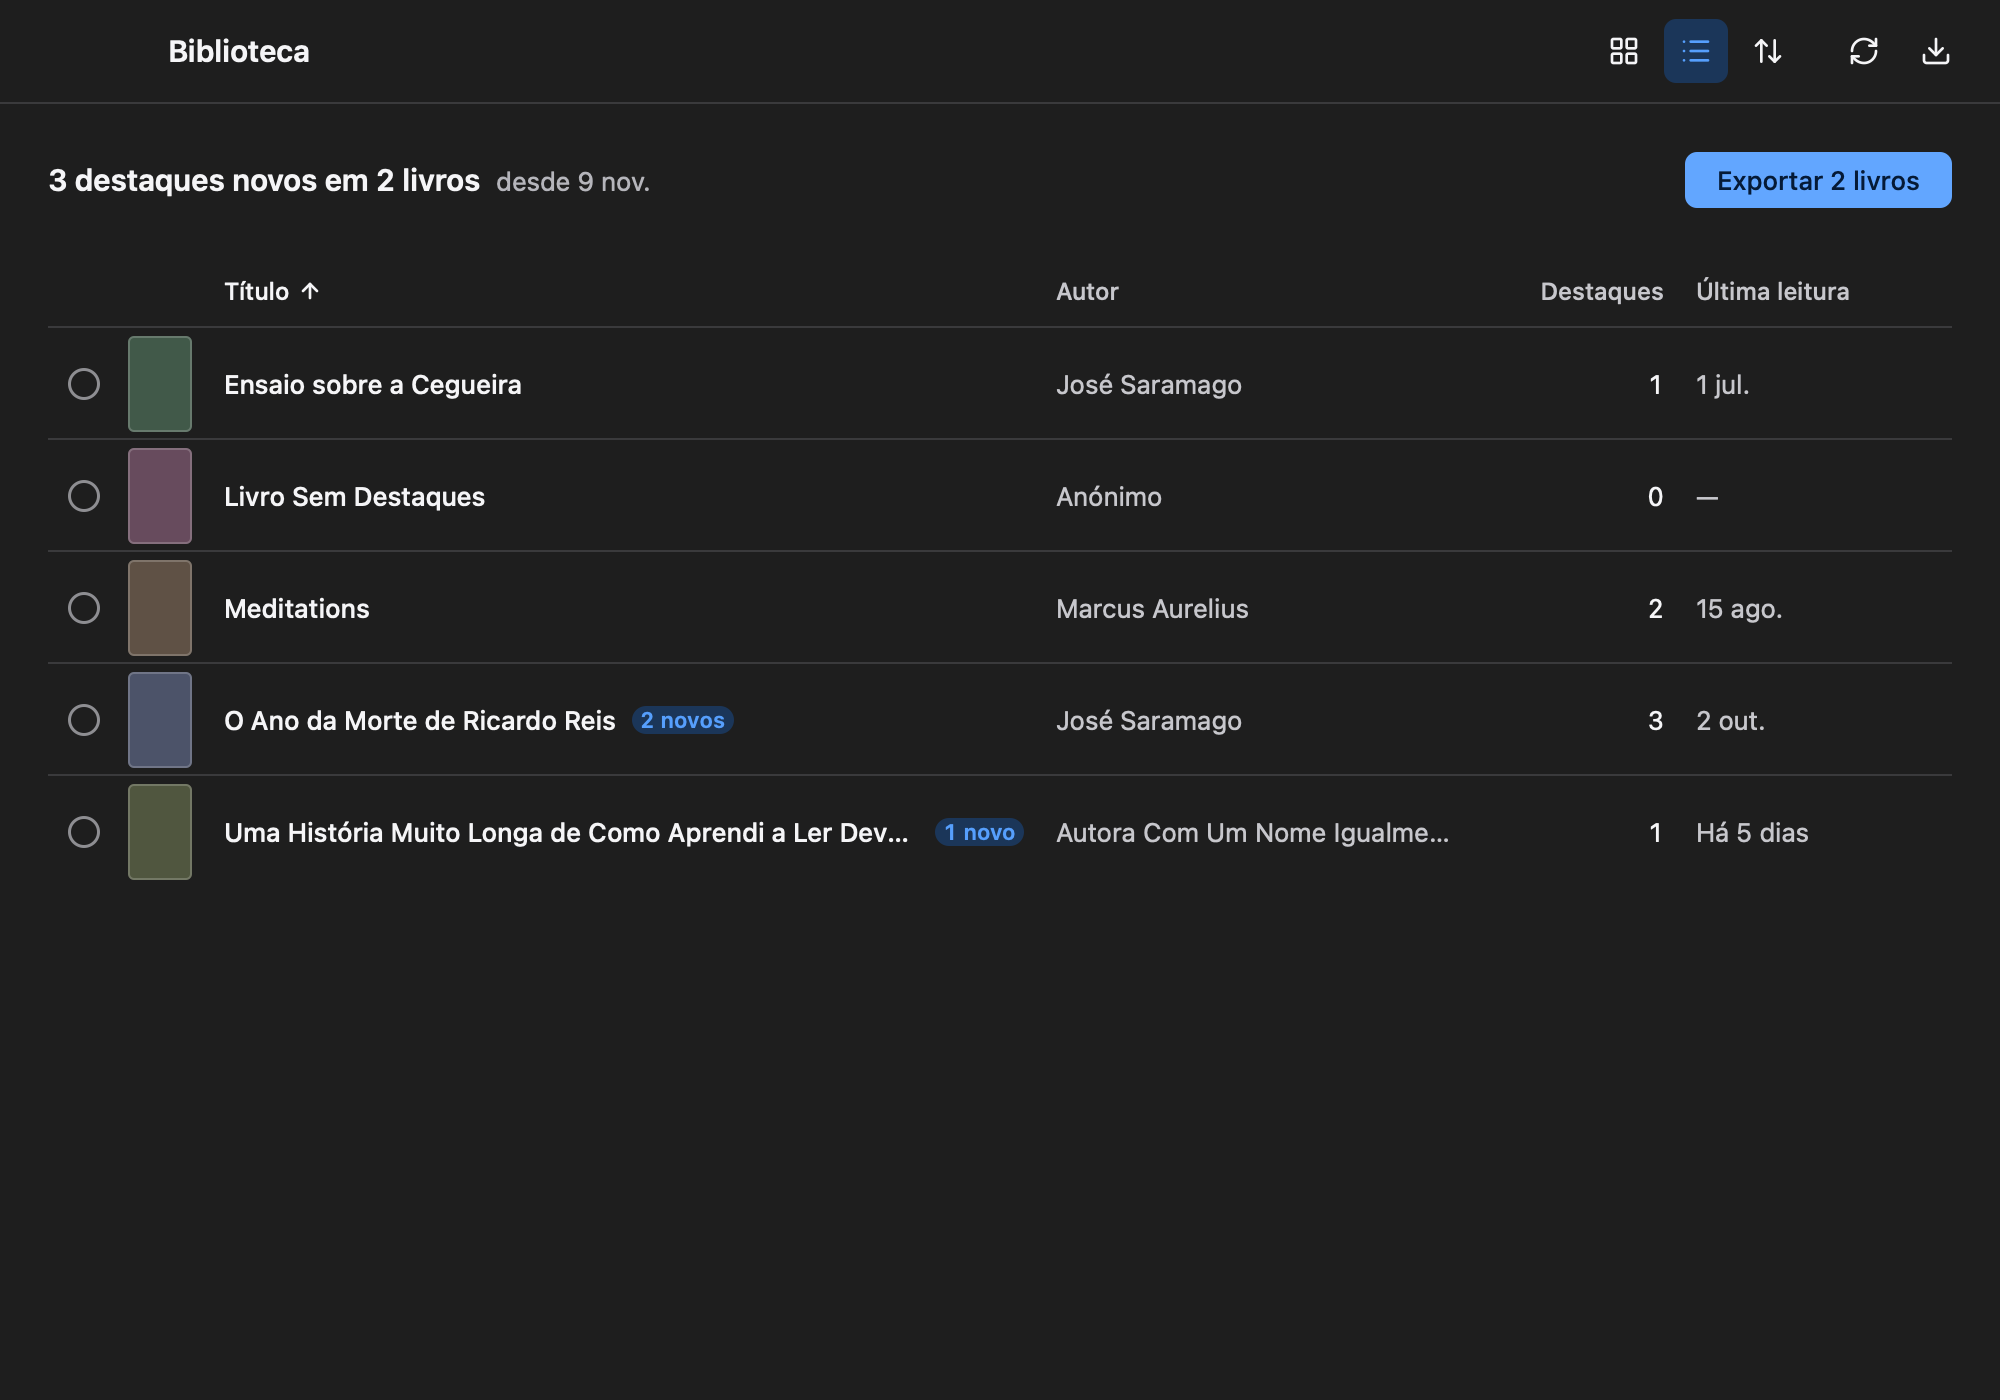 Biblioteca
3 destaques novos em 2 livros desde 9 nov.
Exportar 2 livros
Título Autor Destaques Última leitura
Ensaio sobre a Cegueira José Saramago 1 1 jul.
Livro Sem Destaques Anónimo 0 —
Meditations Marcus Aurelius 2 15 ago.
O Ano da Morte de Ricardo Reis 2 novos José Saramago 3 2 out.
Uma História Muito Longa de Como Aprendi a Ler Dev... 1 novo Autora Com Um Nome Igualme... 1 Há 5 dias